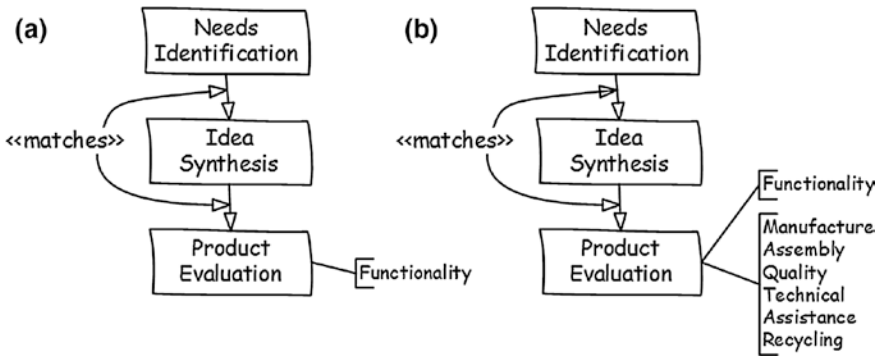 (a)
Needs
Identification
<<matches>>
Idea
Synthesis
Product
Evaluation
Functionality
(b)
Needs
Identification
<<matches>>
Idea
Synthesis
Product
Evaluation
Functionality
Manufacture
Assembly
Quality
Technical
Assistance
Recycling